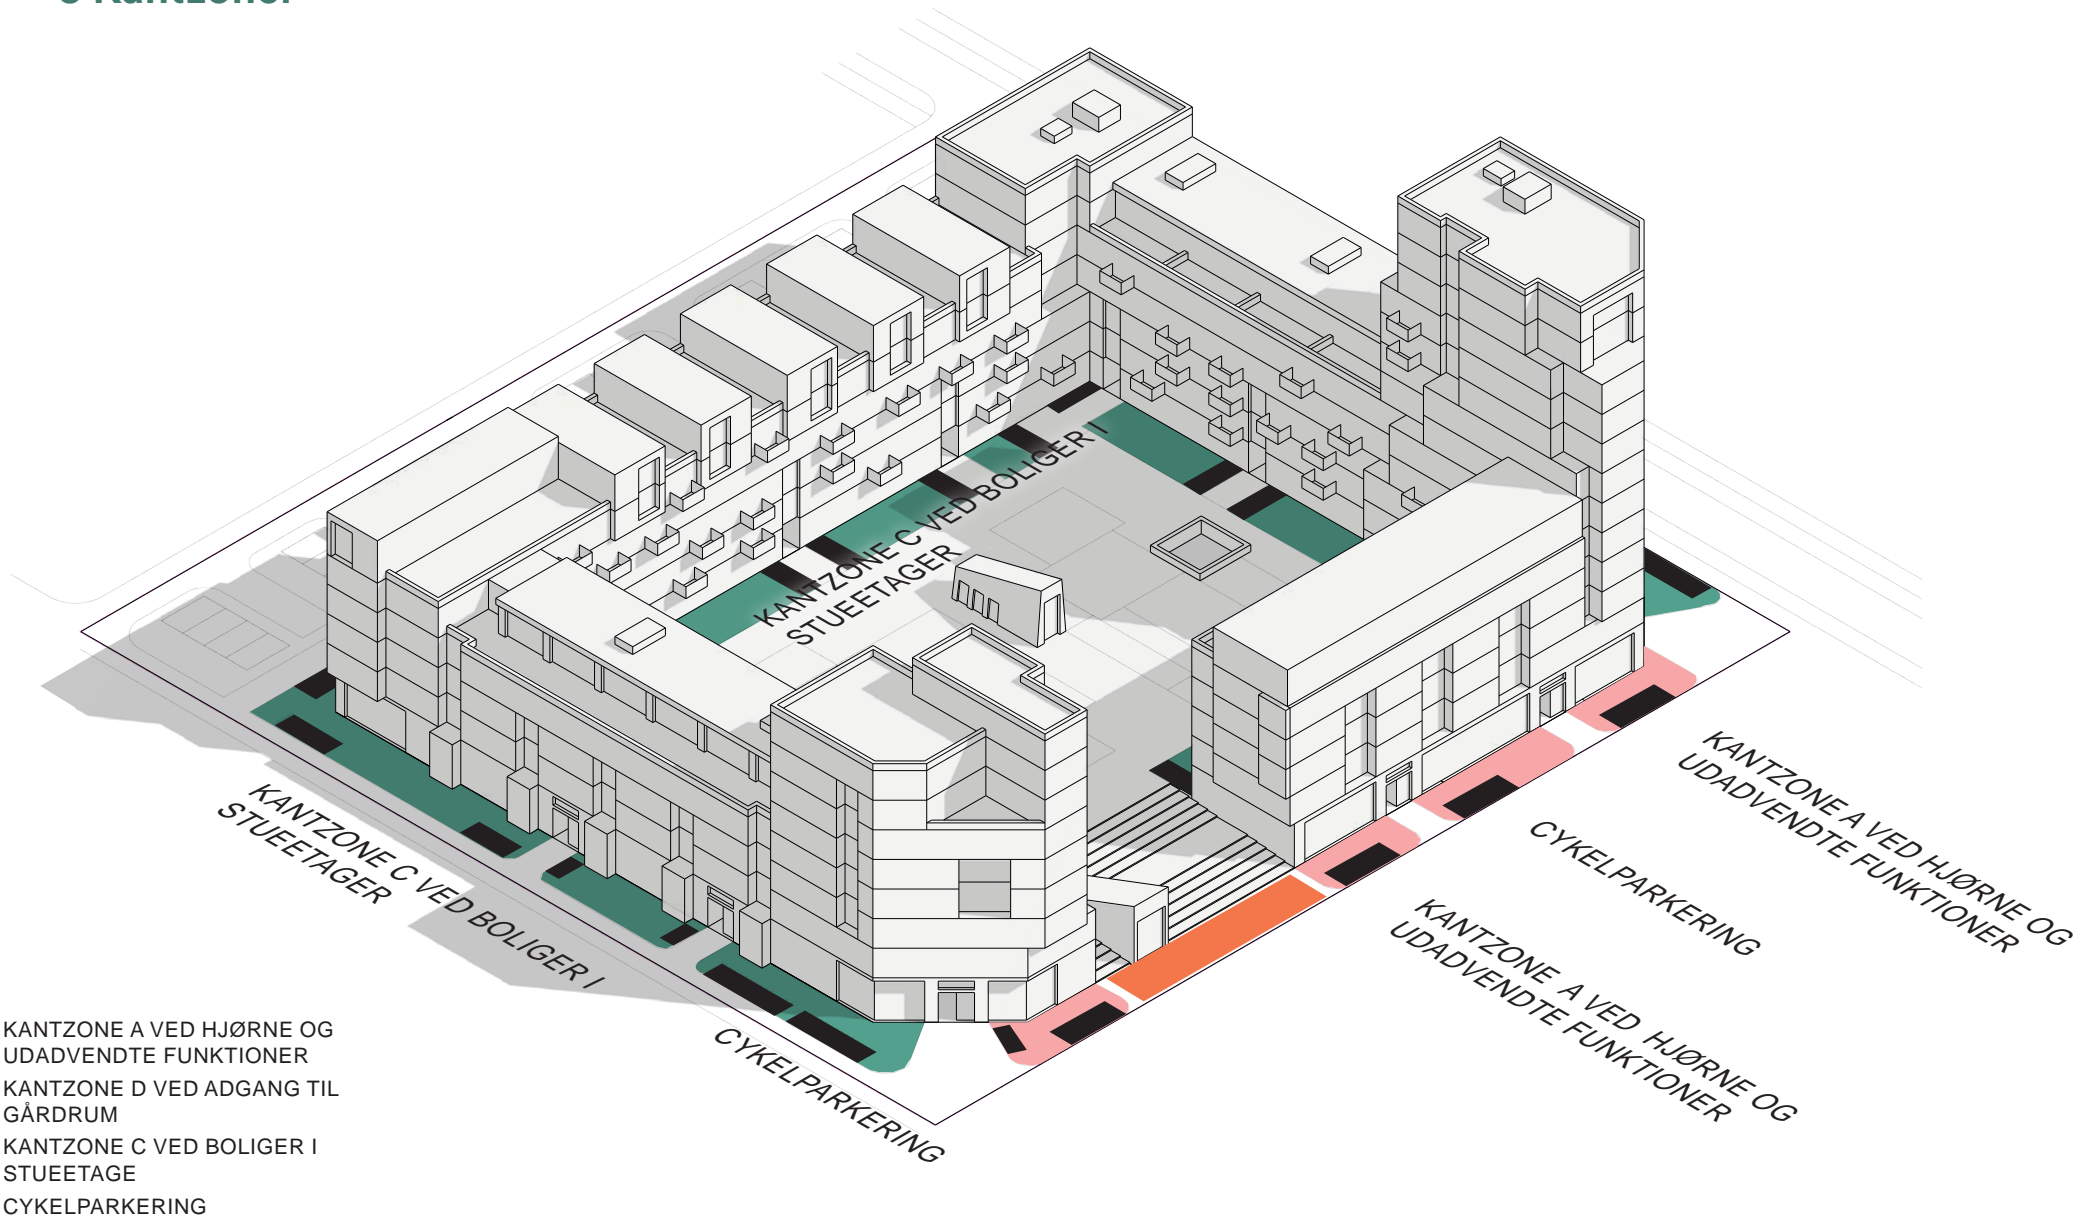 Kantzoner
KANTZONE C VED BOLIGER I
STUEETAGER
KANTZONE C VED BOLIGER I
STUEETAGER
KANTZONE A VED HJØRNE OG
UDADVENDTE FUNKTIONER
CYKELPARKERING
KANTZONE A VED HJØRNE OG
UDADVENDTE FUNKTIONER
CYKELPARKERING
KANTZONE A VED HJØRNE OG
UDADVENDTE FUNKTIONER
KANTZONE D VED ADGANG TIL
GÅRDRUM
KANTZONE C VED BOLIGER I
STUEETAGE
CYKELPARKERING